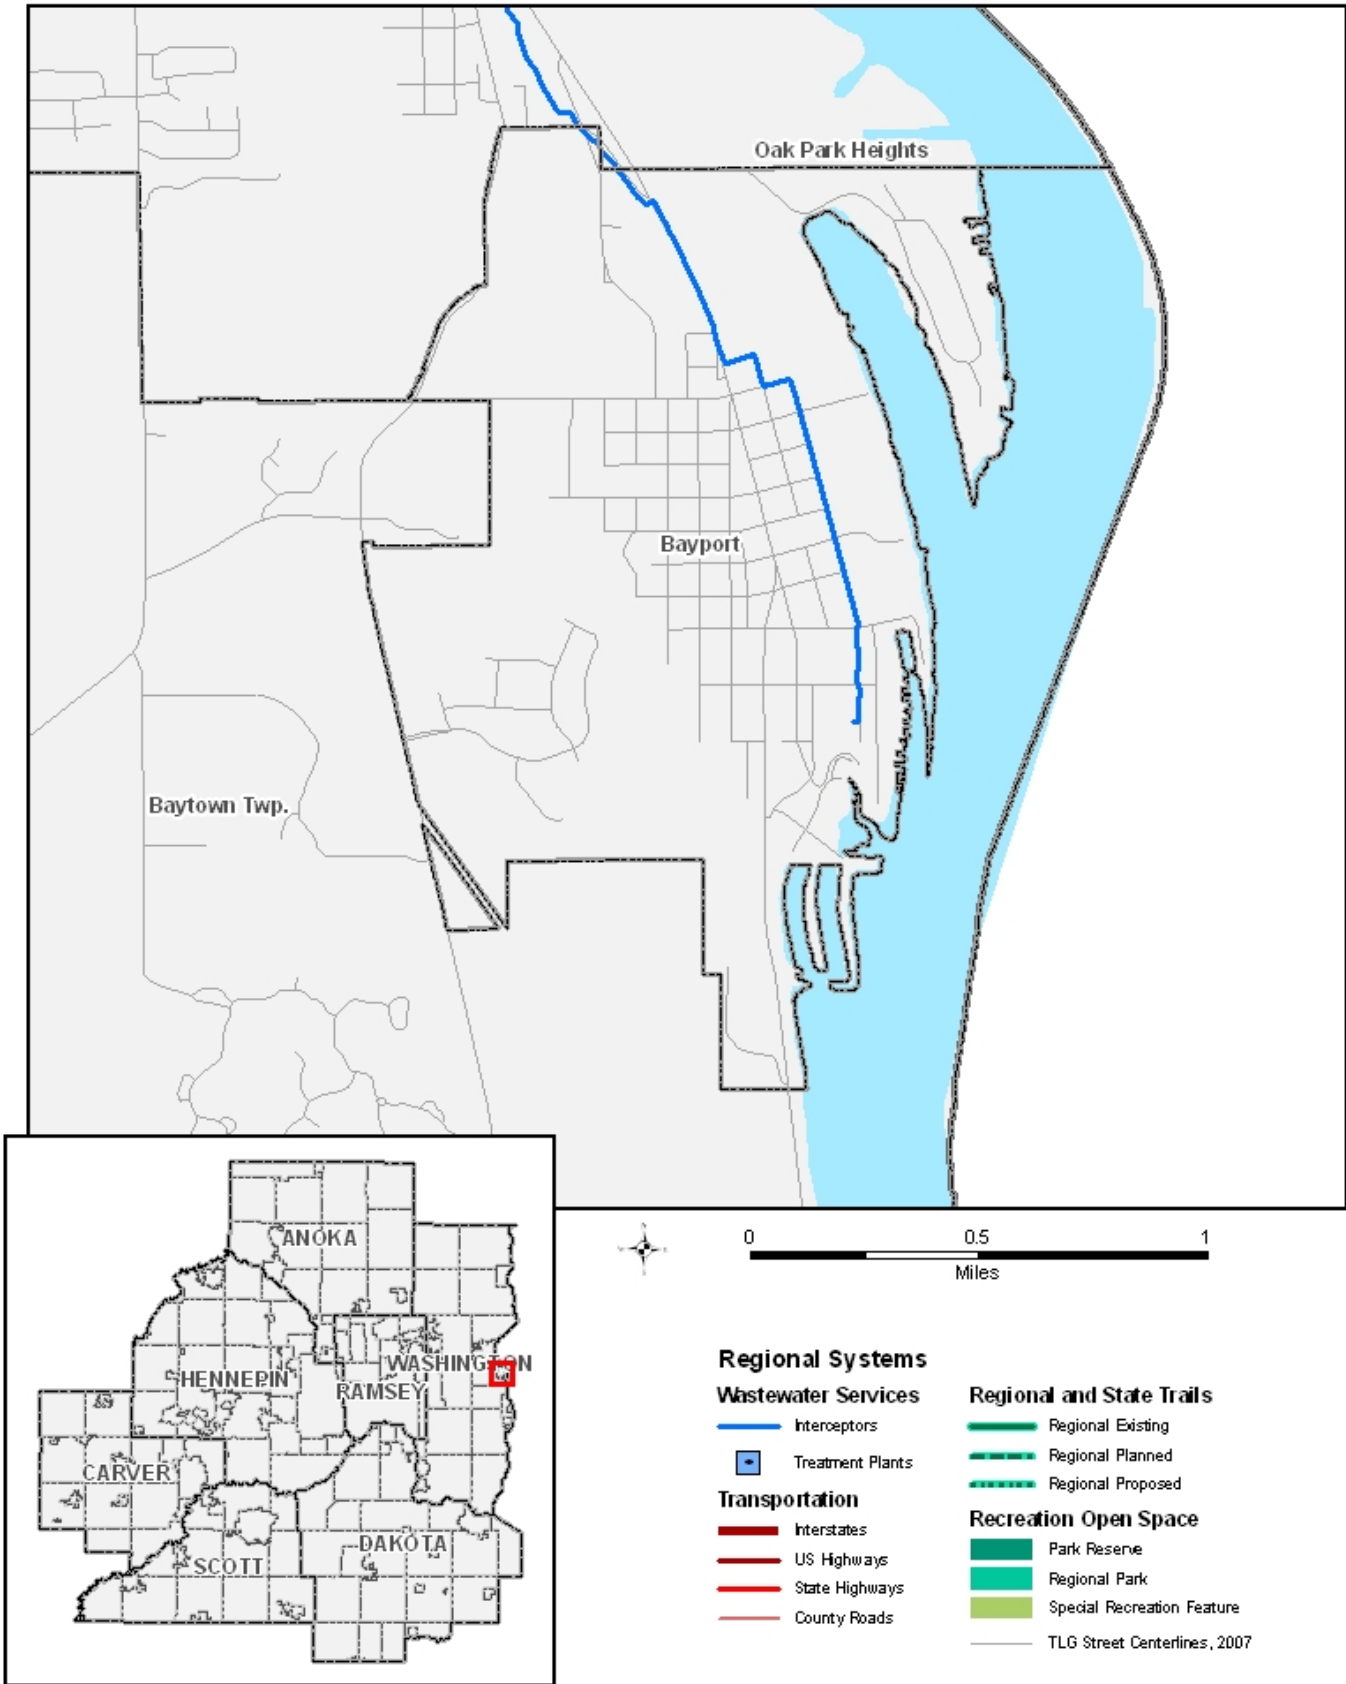 Oak Park Heights
Bayport
Baytown Twp.
ANOKA
WASHINGTON
HENNEPIN
RAMSEY
CARVER
DAKOTA
SCOTT
0 0.5 1
Miles
Regional Systems
Wastewater Services
Interceptors
Treatment Plants
Transportation
Interstates
US Highways
State Highways
County Roads
Regional and State Trails
Regional Existing
Regional Planned
Regional Proposed
Recreation Open Space
Park Reserve
Regional Park
Special Recreation Feature
TLG Street Centerlines, 2007